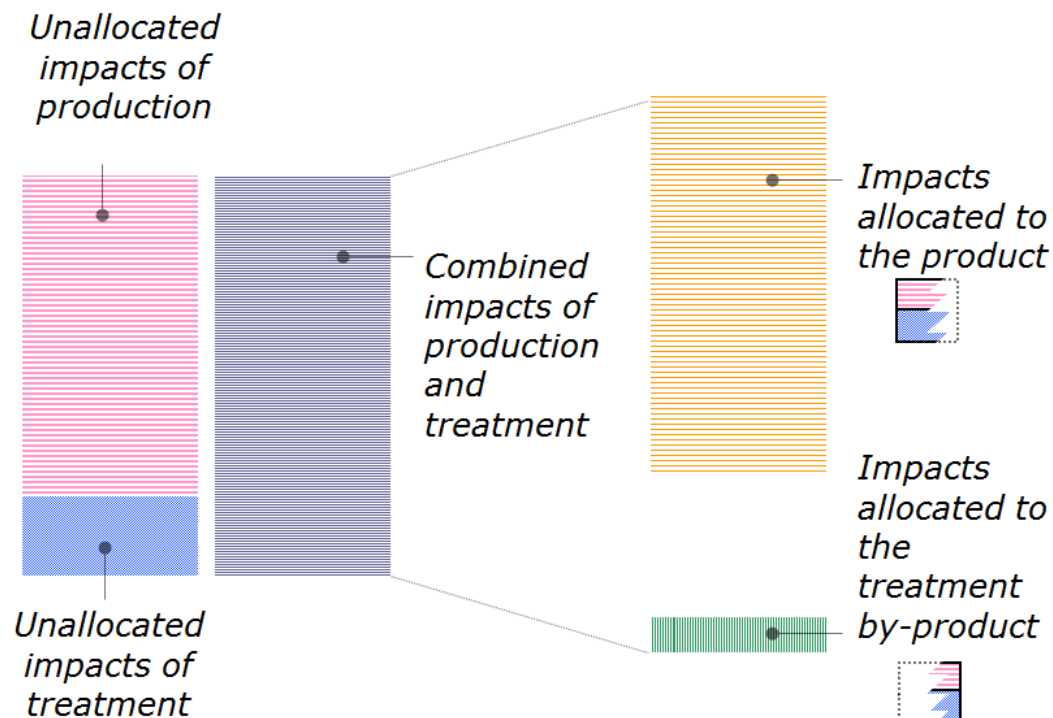 Unallocated
impacts of
production
Impacts
allocated to
the product
Combined
impacts of
production
and
treatment
Impacts
allocated to
the
treatment
by-product
Unallocated
impacts of
treatment